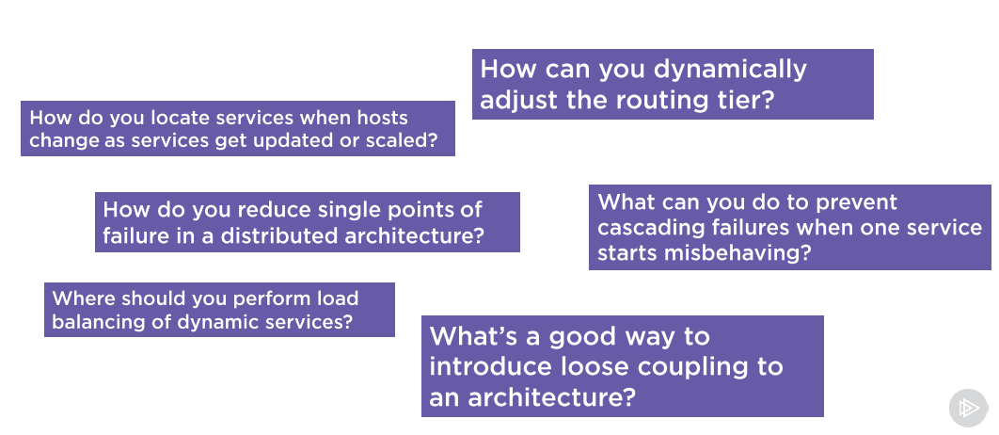 How can you dynamically
adjust the routing tier?
How do you locate services when hosts
change as services get updated or scaled?
How do you reduce single points of
failure in a distributed architecture?
What can you do to prevent
cascading failures when one service
starts misbehaving?
Where should you perform load
balancing of dynamic services?
What’s a good way to
introduce loose coupling to
an architecture?